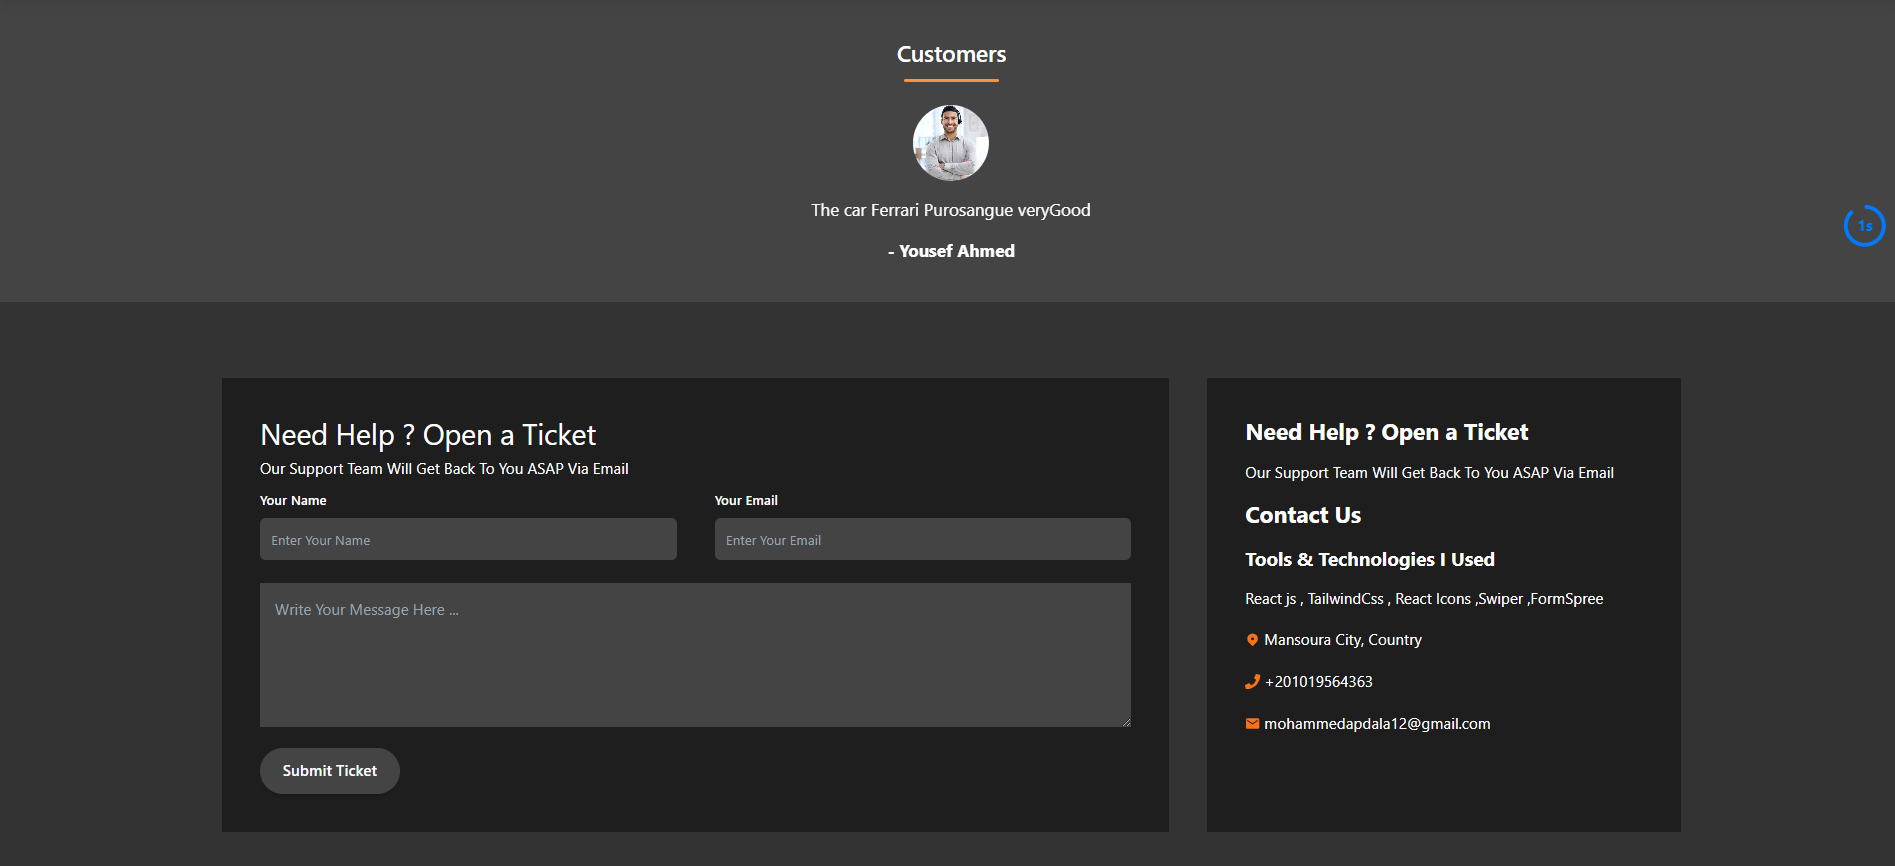 Customers
The car Ferrari Purosangue veryGood
- Yousef Ahmed
1s
Need Help ? Open a Ticket
Our Support Team Will Get Back To You ASAP Via Email
Your Name
Your Email
Enter Your Name
Enter Your Email
Write Your Message Here ...
Submit Ticket
Need Help ? Open a Ticket
Our Support Team Will Get Back To You ASAP Via Email
Contact Us
Tools & Technologies I Used
React js , TailwindCss , React Icons ,Swiper ,FormSpree
Mansoura City, Country
+201019564363
mohammedapdala12@gmail.com